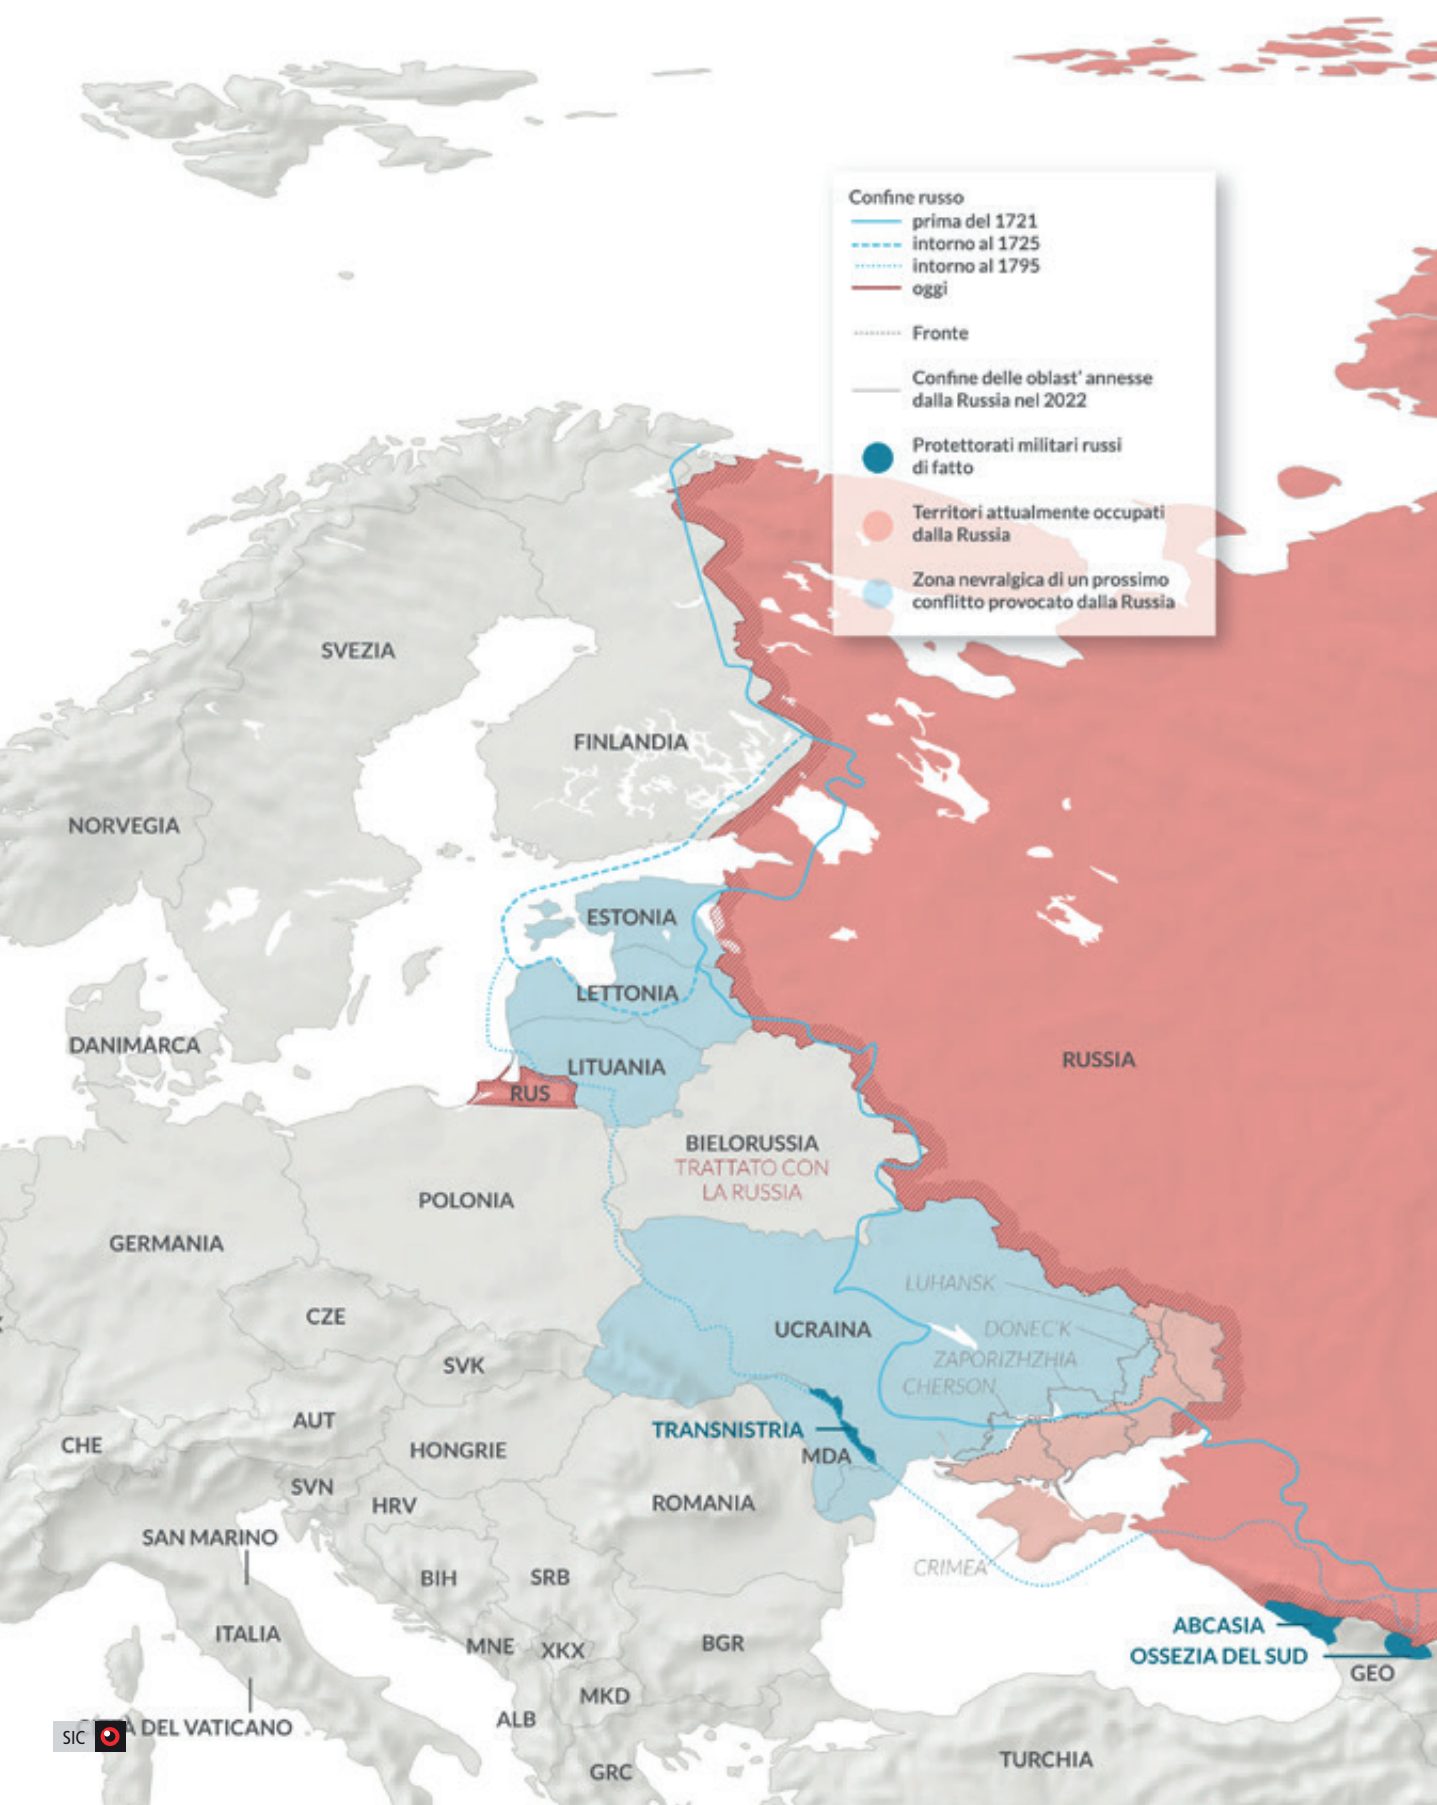 Confine russo
prima del 1721
intorno al 1725
intorno al 1795
oggi
Fronte
Confine delle oblast' annesse
dalla Russia nel 2022
Protettorati militari russi
di fatto
Territori attualmente occupati
dalla Russia
Zona nevralgica di un prossimo
conflitto provocato dalla Russia
SVEZIA
FINLANDIA
NORVEGIA
ESTONIA
LETTONIA
DANIMARCA
LITUANIA
RUSSIA
RUS
BIELORUSSIA
TRATTATO CON
LA RUSSIA
POLONIA
GERMANIA
LUHANSK
CZE
UCRAINA
DONEC'K
ZAPORIZHZHIA
SVK
CHERSON
AUT
TRANSNISTRIA
CHE
HONGRIE
MDA
SVN
HRV
ROMANIA
SAN MARINO
CRIMEA
BIH
SRB
ABCASIA
ITALIA
MNE
XKX
BGR
OSSEZIA DEL SUD
GEO
MKD
ALB
DEL VATICANO
SIC
TURCHIA
GRC